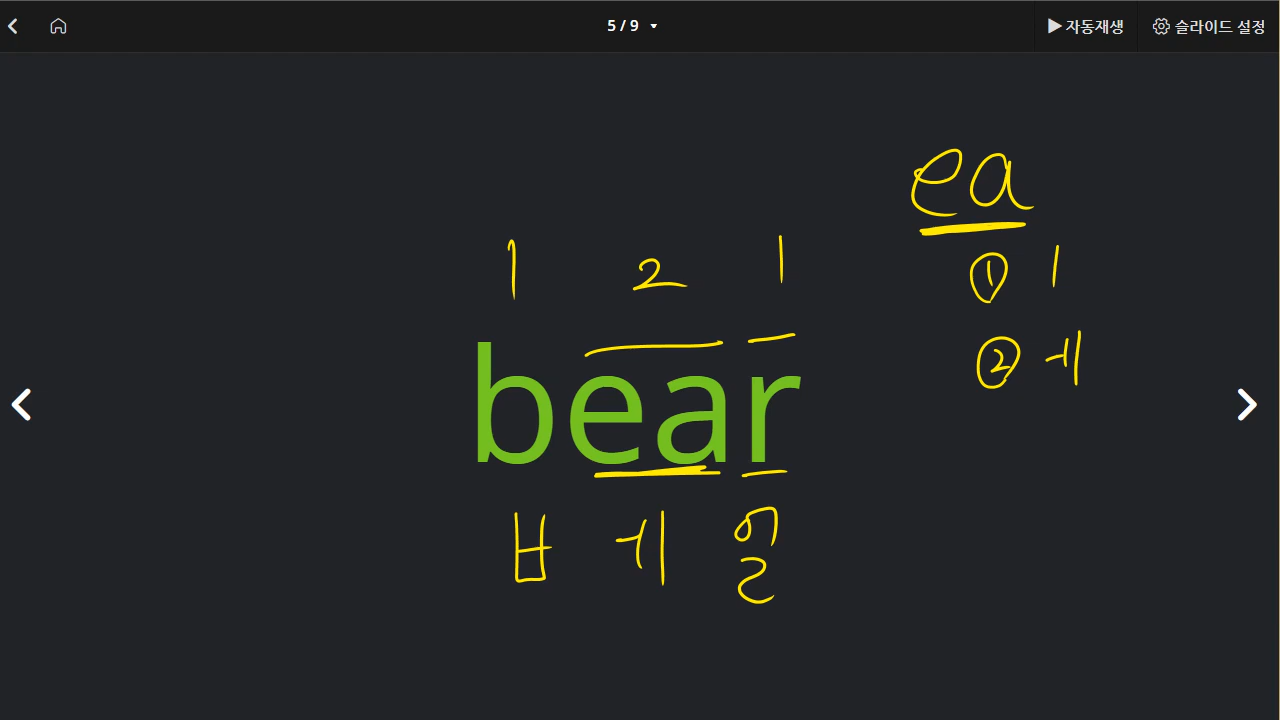 5 / 9
▶ 자동재생
슬라이드 설정
ea
① ㅣ
② ㅔ
1 2 1
bear
ㅂ ㅔ 얼